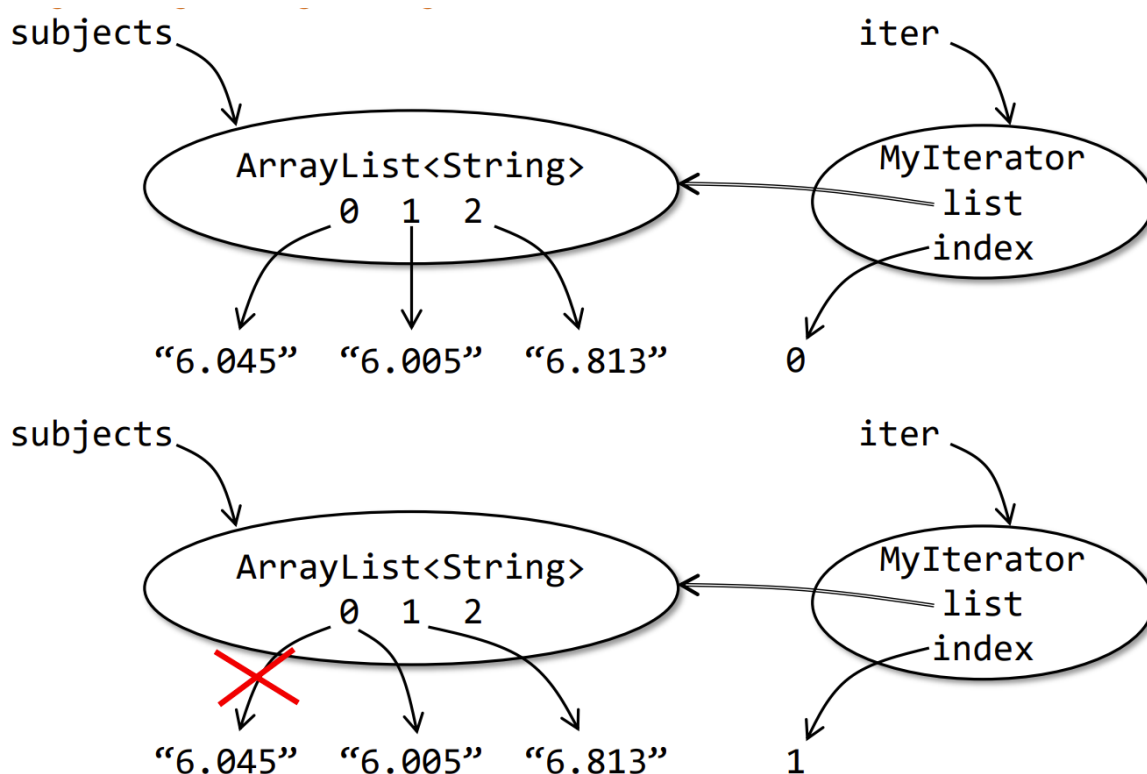 subjects iter
ArrayList<String> MyIterator
0 1 2 list
index
“6.045” “6.005” “6.813” 0
subjects iter
ArrayList<String> MyIterator
0 1 2 list
index
“6.045” “6.005” “6.813” 1